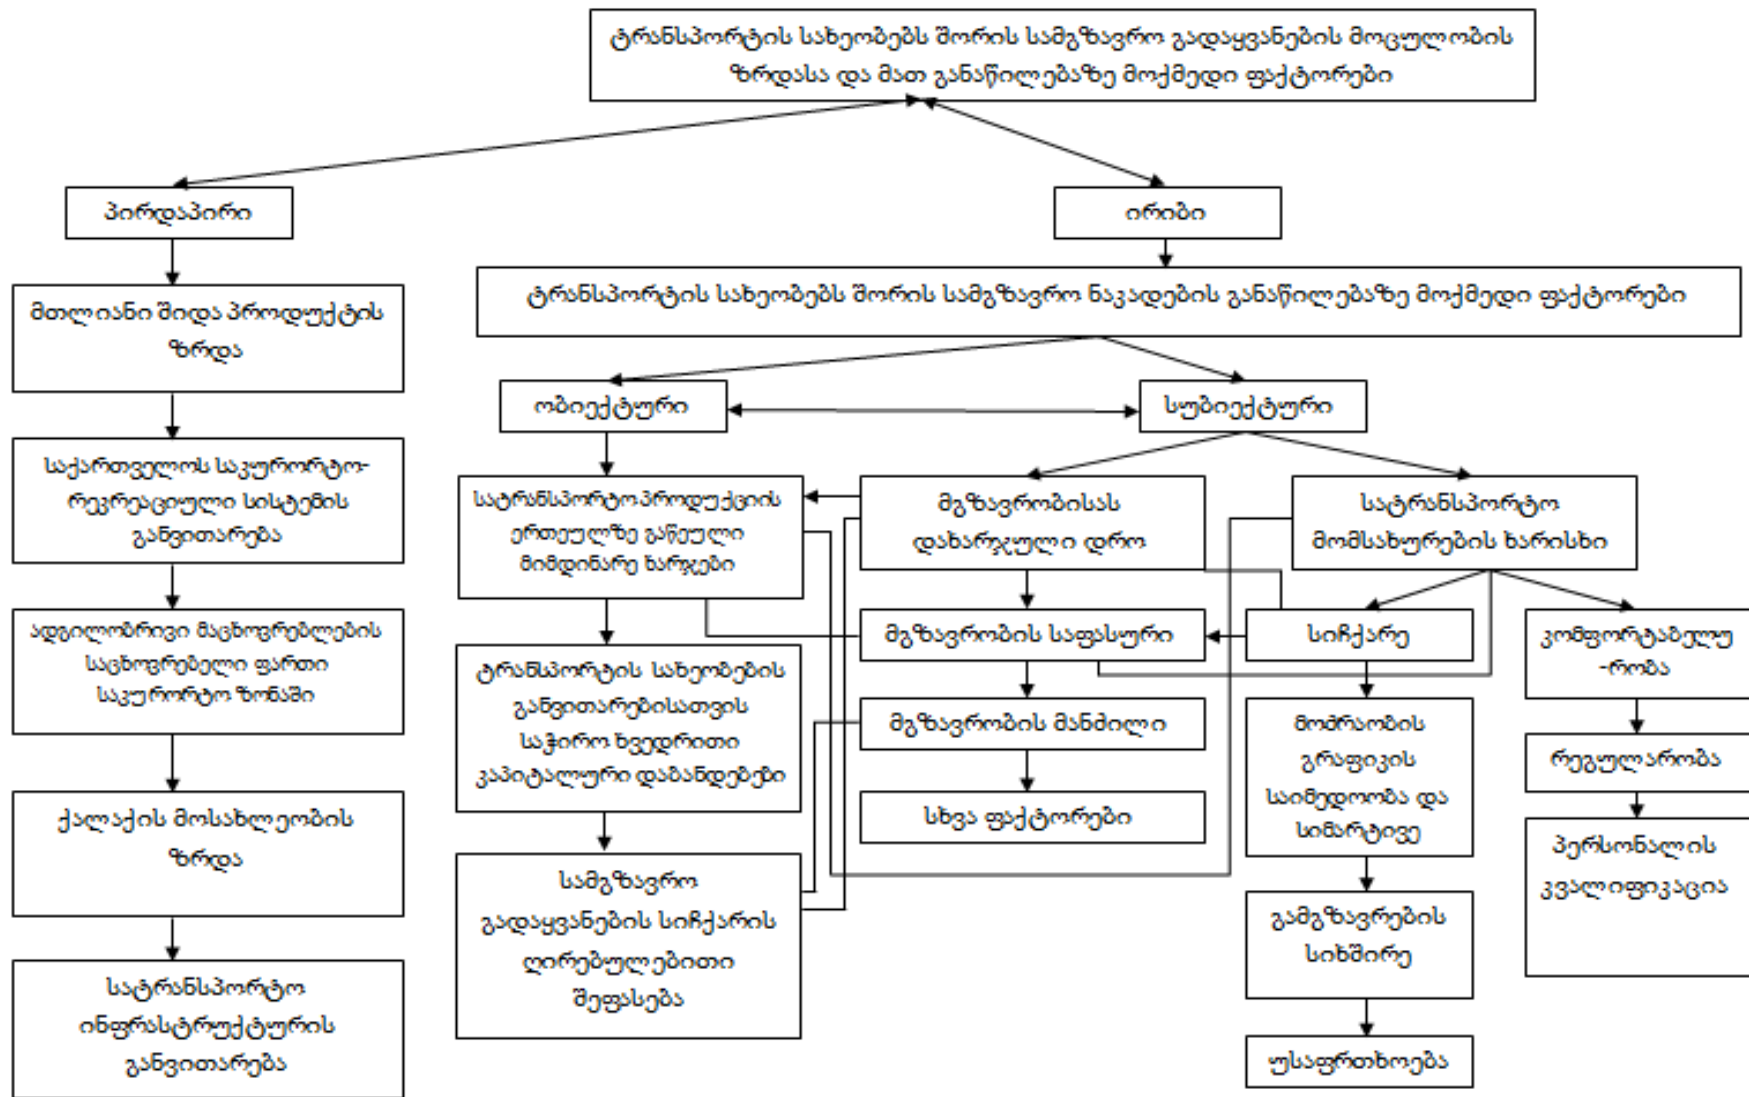 ტრანსპორტის სახეობებს შორის სამგზავრო გადაყვანების მოცულობის
ზრდასა და მათ განაწილებაზე მოქმედი ფაქტორები
პირდაპირი
ირიბი
მთლიანი შიდა პროდუქტის
ზრდა
ტრანსპორტის სახეობებს შორის სამგზავრო ნაკადების განაწილებაზე მოქმედი ფაქტორები
ობიექტური
სუბიექტური
საქართველოს საკურორტო-
რეკრეაციული სისტემის
განვითარება
სატრანსპორტო პროდუქციის
ერთეულზე გაწეული
მიმდინარე ხარჯები
მგზავრობისას
დახარჯული დრო
სატრანსპორტო
მომსახურების ხარისხი
ადგილობრივი მაცხოვრებლების
საცხოვრებელი ფართი
საკურორტო ზონაში
მგზავრობის საფასური
სიჩქარე
კომფორტაბელუ
-რობა
ტრანსპორტის სახეობების
განვითარებისათვის
საჭირო ხვედრითი
კაპიტალური დაბანდებები
მგზავრობის მანძილი
მოძრაობის
გრაფიკის
საიმედოობა და
სიმარტივე
რეგულარობა
ქალაქის მოსახლეობის
ზრდა
სხვა ფაქტორები
პერსონალის
კვალიფიკაცია
სამგზავრო
გადაყვანების სიჩქარის
ღირებულებითი
შეფასება
გამგზავრების
სიხშირე
სატრანსპორტო
ინფრასტრუქტურის
განვითარება
უსაფრთხოება